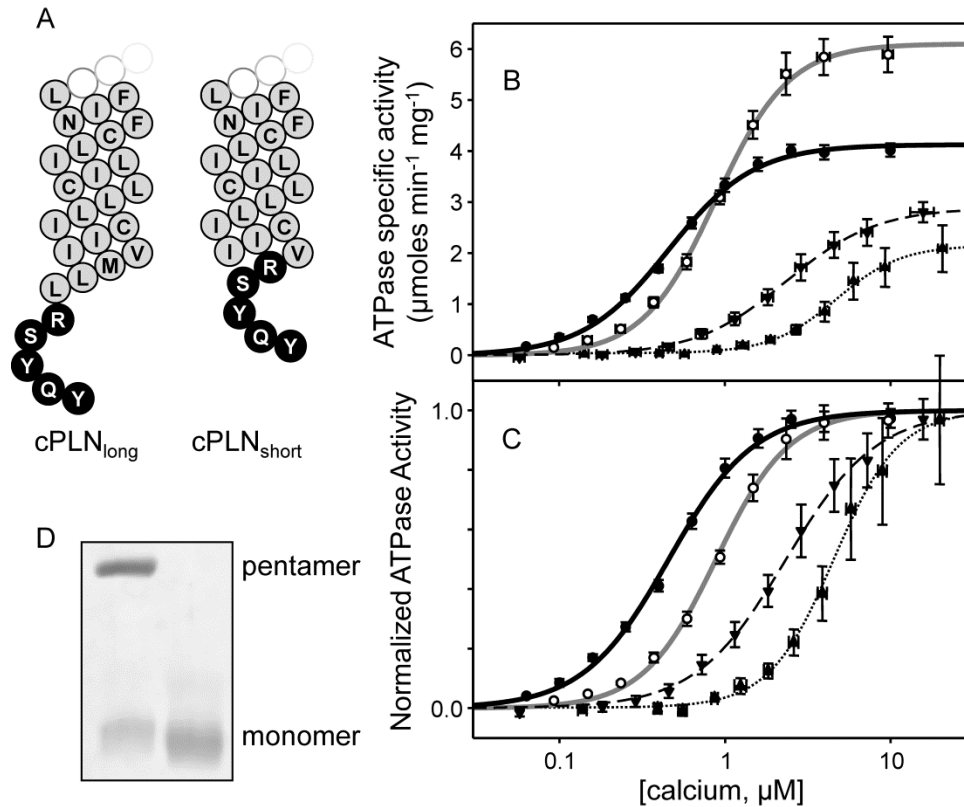 A
L I F
N C F
I L L
C I L
I L L C
I I M V
L L
S R
Y Q Y
cPLNlong
L I F
N C F
I L L
C I L
I L L C
I I V
S R
Y Q Y
cPLNshort
B
ATPase specific activity
(μmoles min⁻¹ mg⁻¹)
6
5
4
3
2
1
0
C
Normalized ATPase Activity
1.0
0.0
0.1 1 10
[calcium, μM]
D
pentamer
monomer